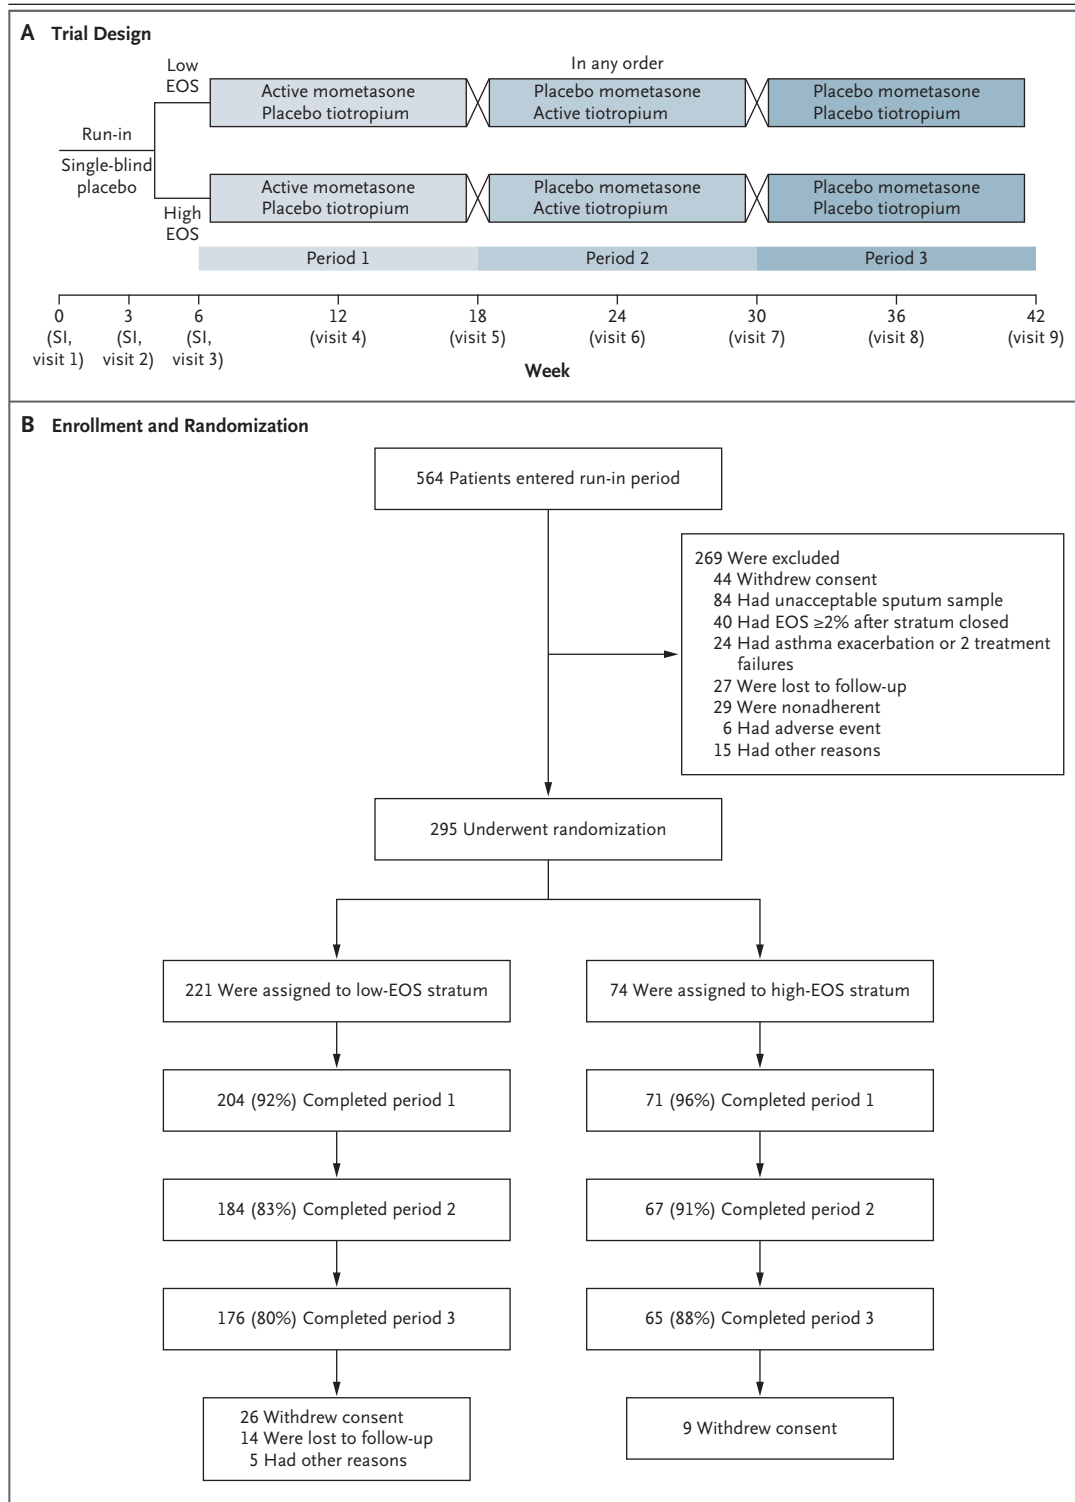 A Trial Design
Low
EOS
In any order
Active mometasone
Placebo tiotropium
Placebo mometasone
Active tiotropium
Placebo mometasone
Placebo tiotropium
Run-in
Single-blind
placebo
High
EOS
Active mometasone
Placebo tiotropium
Placebo mometasone
Active tiotropium
Placebo mometasone
Placebo tiotropium
Period 1
Period 2
Period 3
0
(SI,
visit 1)
3
(SI,
visit 2)
6
(SI,
visit 3)
12
(visit 4)
18
(visit 5)
24
(visit 6)
30
(visit 7)
36
(visit 8)
42
(visit 9)
Week
B Enrollment and Randomization
564 Patients entered run-in period
269 Were excluded
44 Withdrew consent
84 Had unacceptable sputum sample
40 Had EOS ≥2% after stratum closed
24 Had asthma exacerbation or 2 treatment
failures
27 Were lost to follow-up
29 Were nonadherent
6 Had adverse event
15 Had other reasons
295 Underwent randomization
221 Were assigned to low-EOS stratum
74 Were assigned to high-EOS stratum
204 (92%) Completed period 1
71 (96%) Completed period 1
184 (83%) Completed period 2
67 (91%) Completed period 2
176 (80%) Completed period 3
65 (88%) Completed period 3
26 Withdrew consent
14 Were lost to follow-up
5 Had other reasons
9 Withdrew consent